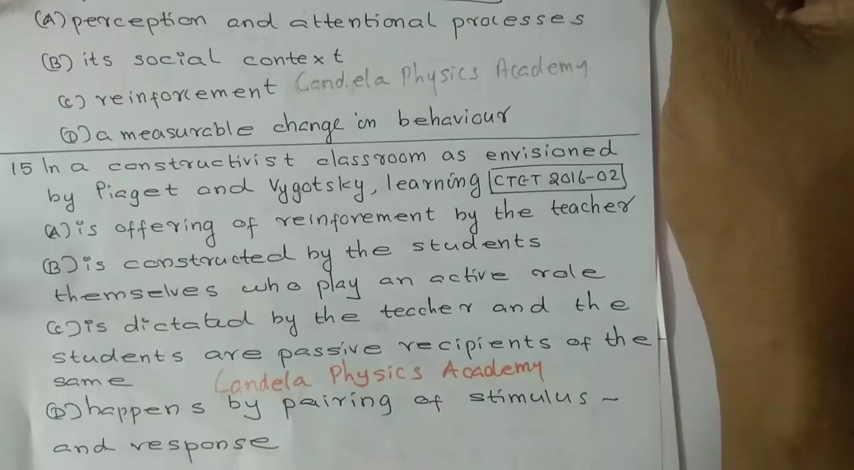 (A) perception and attentional processes
(B) its social context
(C) reinforcement Candela Physics Academy
(D) a measurable change in behaviour
15 In a constructivist classroom as envisioned
by Piaget and Vygotsky, learning CTET 2016-02
(A) is offering of reinforement by the teacher
(B) is constructed by the students
themselves who play an active role
(C) is dictated by the teccher and the
students are passive recipients of the
same Candela Physics Academy
(D) happens by pairing of stimulus -
and response